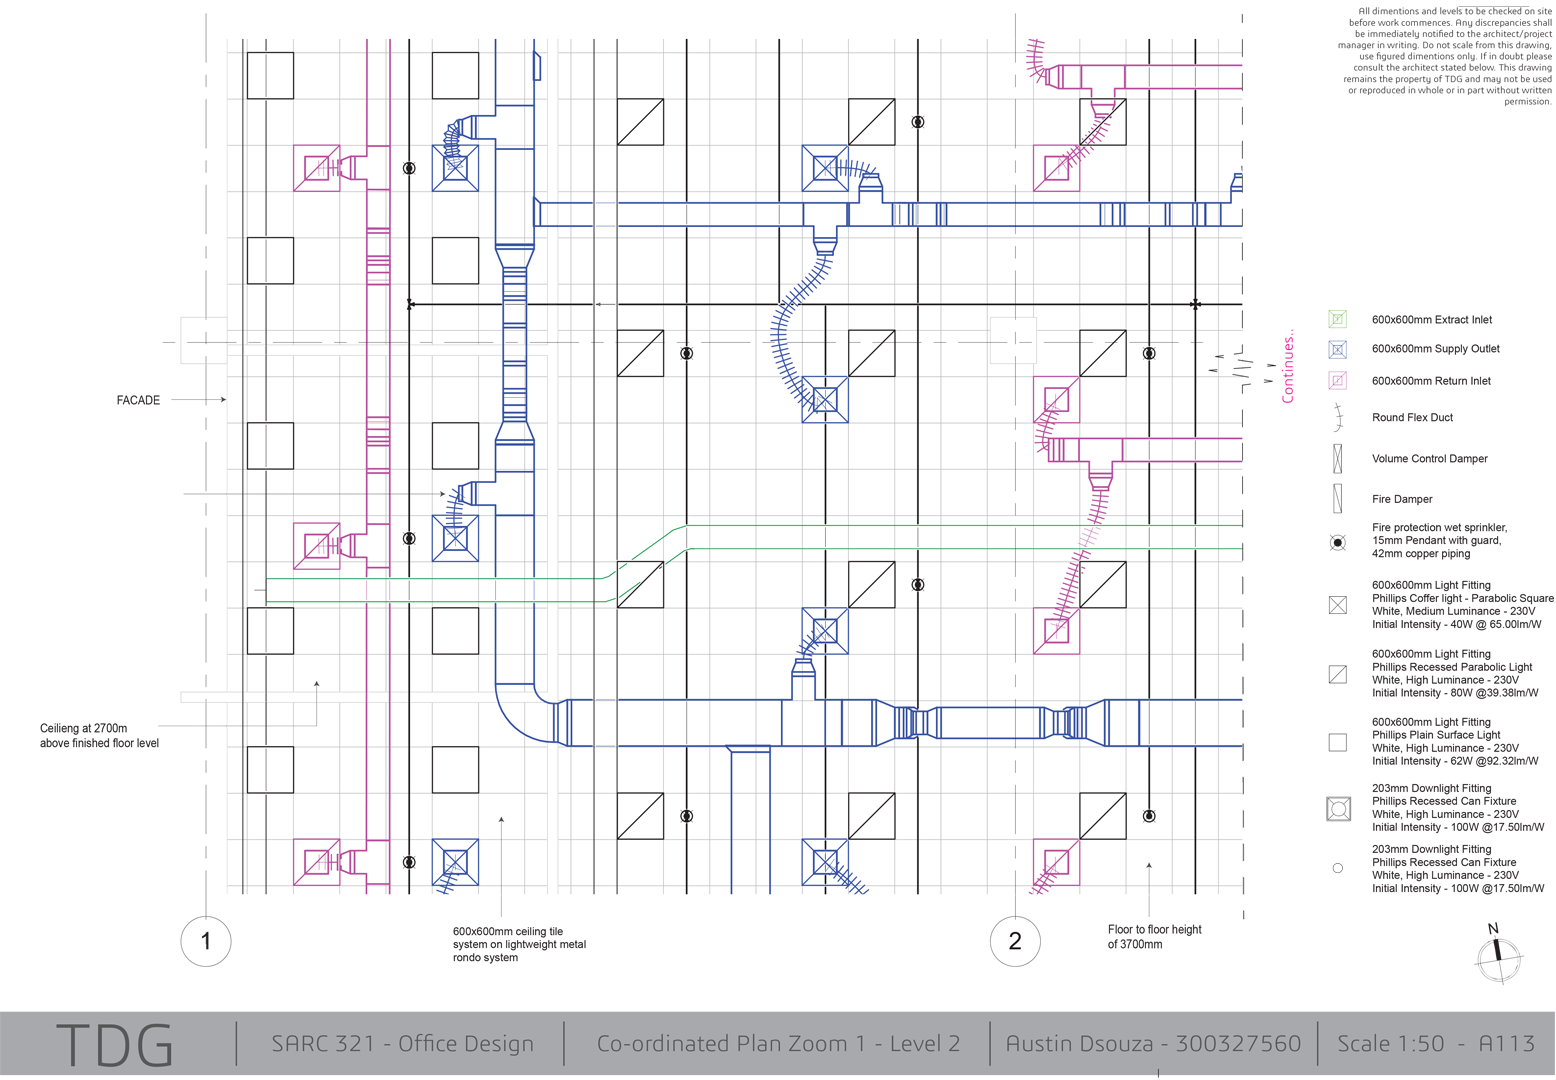 All dimentions and levels to be checked on site
before work commences. Any discrepancies shall
be immediately notified to the architect/project
manager in writing. Do not scale from this drawing,
use figured dimentions only. If in doubt please
consult the architect stated below. This drawing
remains the property of TDG and may not be used
or reproduced in whole or in part without written
permission.
600x600mm Extract Inlet
600x600mm Supply Outlet
600x600mm Return Inlet
Round Flex Duct
Volume Control Damper
Fire Damper
Fire protection wet sprinkler,
15mm Pendant with guard,
42mm copper piping
600x600mm Light Fitting
Phillips Coffer light - Parabolic Square
White, Medium Luminance - 230V
Initial Intensity - 40W @ 65.00lm/W
600x600mm Light Fitting
Phillips Recessed Parabolic Light
White, High Luminance - 230V
Initial Intensity - 80W @39.38lm/W
600x600mm Light Fitting
Phillips Plain Surface Light
White, High Luminance - 230V
Initial Intensity - 62W @92.32lm/W
203mm Downlight Fitting
Phillips Recessed Can Fixture
White, High Luminance - 230V
Initial Intensity - 100W @17.50lm/W
203mm Downlight Fitting
Phillips Recessed Can Fixture
White, High Luminance - 230V
Initial Intensity - 100W @17.50lm/W
Continues..
FACADE
Ceilieng at 2700m
above finished floor level
1
600x600mm ceiling tile
system on lightweight metal
rondo system
2
Floor to floor height
of 3700mm
N
TDG
SARC 321 - Office Design
Co-ordinated Plan Zoom 1 - Level 2
Austin Dsouza - 300327560
Scale 1:50 - A113